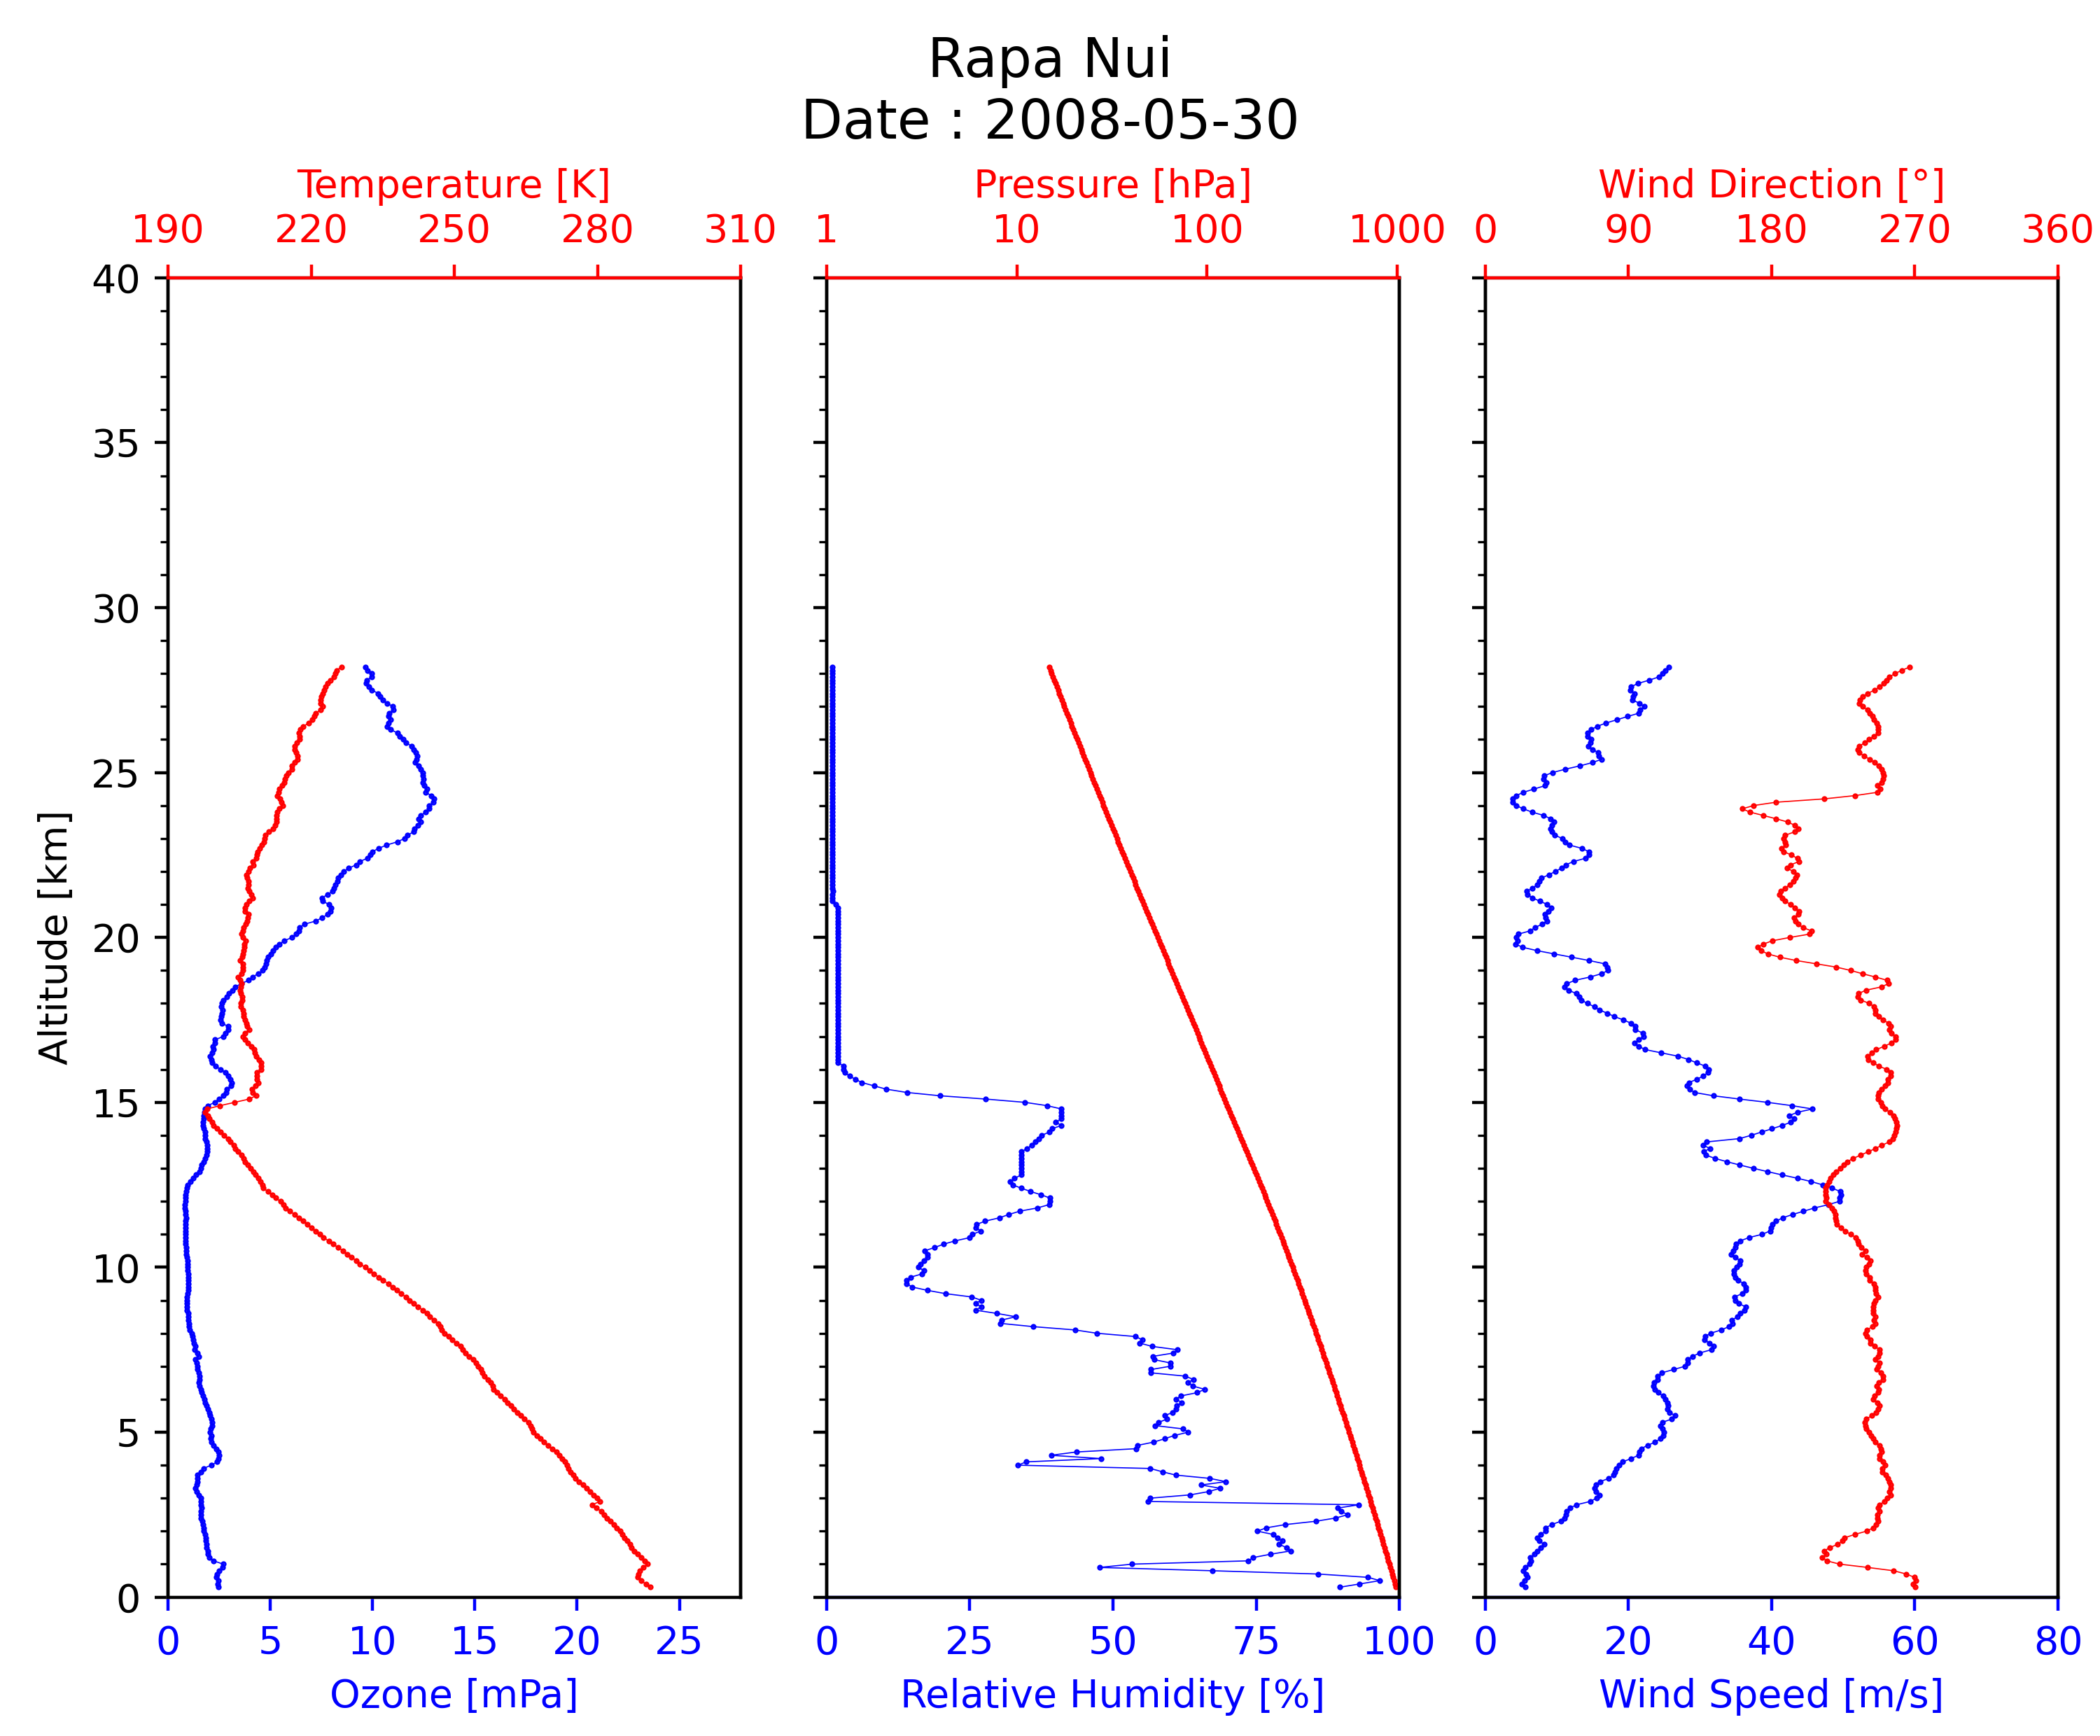 Rapa Nui
Date : 2008-05-30
Temperature [K] Pressure [hPa] Wind Direction [°]
190 220 250 280 310 1 10 100 1000 0 90 180 270 360
40
35
30
25
20
15
10
5
0
Altitude [km]
0 5 10 15 20 25 0 25 50 75 100 0 20 40 60 80
Ozone [mPa] Relative Humidity [%] Wind Speed [m/s]